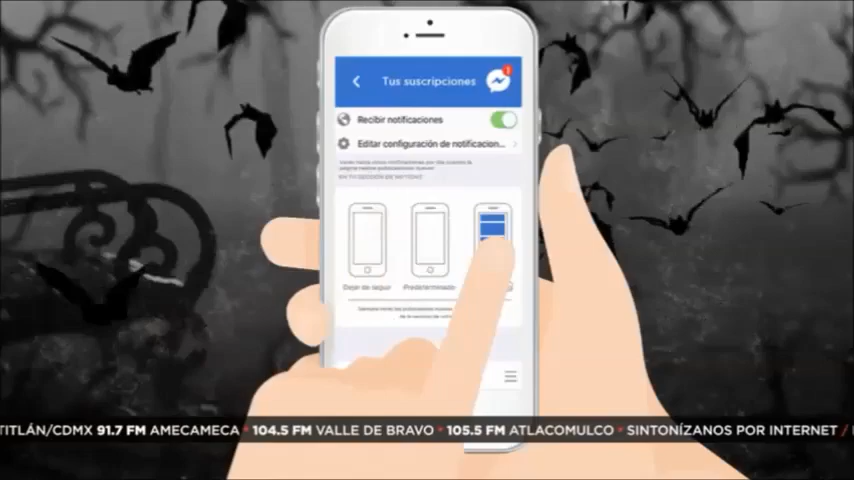 Tus suscripciones
1
Recibir notificaciones
Editar configuración de notificacion...
Dejar de seguir
Predeterminado
TITLÁN/CDMX 91.7 FM AMECAMECA * 104.5 FM VALLE DE BRAVO * 105.5 FM ATLACOMULCO * SINTONÍZANOS POR INTERNET /